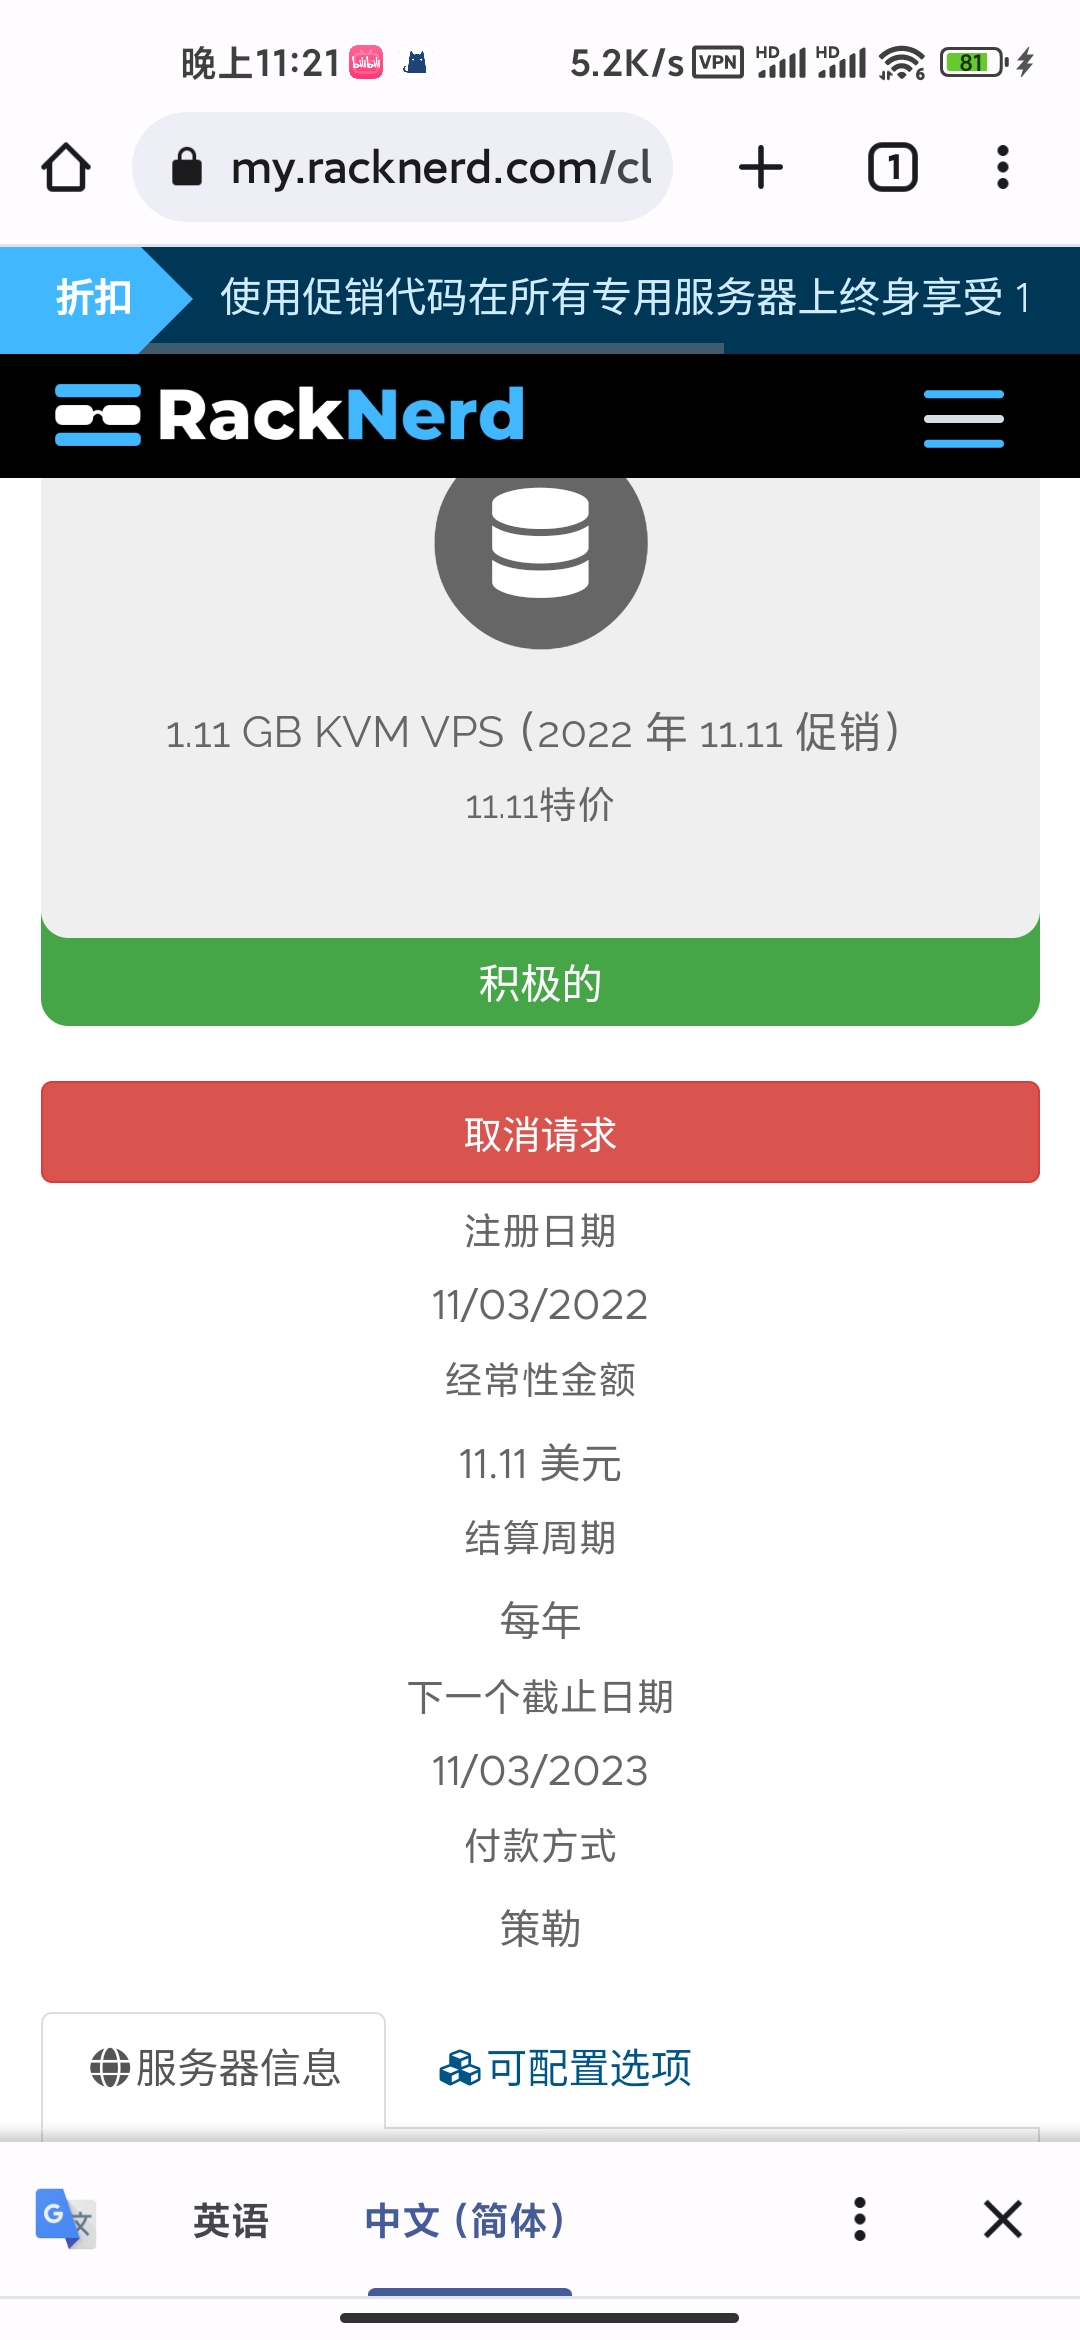 晚上11:21 bilibili 5.2K/s VPN HD HD 6 81
my.racknerd.com/cl 1
折扣 使用促销代码在所有专用服务器上终身享受 1
RackNerd
1.11 GB KVM VPS（2022 年 11.11 促销）
11.11特价
积极的
取消请求
注册日期
11/03/2022
经常性金额
11.11 美元
结算周期
每年
下一个截止日期
11/03/2023
付款方式
策勒
服务器信息 可配置选项
G 文 英语 中文（简体）